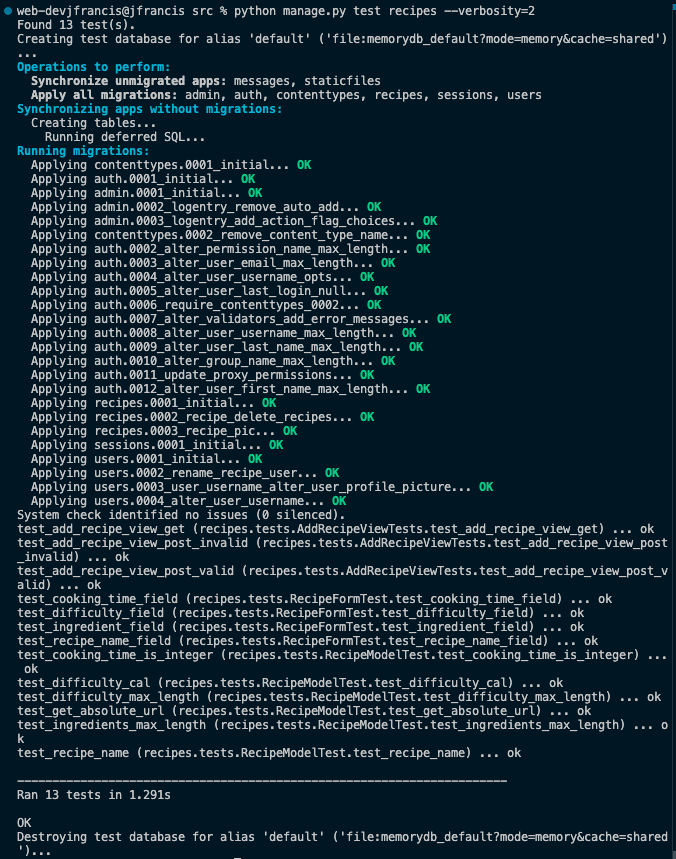 web-devjfrancis@jfrancis src % python manage.py test recipes --verbosity=2
Found 13 test(s).
Creating test database for alias 'default' ('file:memorydb_default?mode=memory&cache=shared')
...
Operations to perform:
  Synchronize unmigrated apps: messages, staticfiles
  Apply all migrations: admin, auth, contenttypes, recipes, sessions, users
Synchronizing apps without migrations:
  Creating tables...
    Running deferred SQL...
Running migrations:
  Applying contenttypes.0001_initial... OK
  Applying auth.0001_initial... OK
  Applying admin.0001_initial... OK
  Applying admin.0002_logentry_remove_auto_add... OK
  Applying admin.0003_logentry_add_action_flag_choices... OK
  Applying contenttypes.0002_remove_content_type_name... OK
  Applying auth.0002_alter_permission_name_max_length... OK
  Applying auth.0003_alter_user_email_max_length... OK
  Applying auth.0004_alter_user_username_opts... OK
  Applying auth.0005_alter_user_last_login_null... OK
  Applying auth.0006_require_contenttypes_0002... OK
  Applying auth.0007_alter_validators_add_error_messages... OK
  Applying auth.0008_alter_user_username_max_length... OK
  Applying auth.0009_alter_user_last_name_max_length... OK
  Applying auth.0010_alter_group_name_max_length... OK
  Applying auth.0011_update_proxy_permissions... OK
  Applying auth.0012_alter_user_first_name_max_length... OK
  Applying recipes.0001_initial... OK
  Applying recipes.0002_recipe_delete_recipes... OK
  Applying recipes.0003_recipe_pic... OK
  Applying sessions.0001_initial... OK
  Applying users.0001_initial... OK
  Applying users.0002_rename_recipe_user... OK
  Applying users.0003_user_username_alter_user_profile_picture... OK
  Applying users.0004_alter_user_username... OK
System check identified no issues (0 silenced).
test_add_recipe_view_get (recipes.tests.AddRecipeViewTests.test_add_recipe_view_get) ... ok
test_add_recipe_view_post_invalid (recipes.tests.AddRecipeViewTests.test_add_recipe_view_post
_invalid) ... ok
test_add_recipe_view_post_valid (recipes.tests.AddRecipeViewTests.test_add_recipe_view_post_v
alid) ... ok
test_cooking_time_field (recipes.tests.RecipeFormTest.test_cooking_time_field) ... ok
test_difficulty_field (recipes.tests.RecipeFormTest.test_difficulty_field) ... ok
test_ingredient_field (recipes.tests.RecipeFormTest.test_ingredient_field) ... ok
test_recipe_name_field (recipes.tests.RecipeFormTest.test_recipe_name_field) ... ok
test_cooking_time_is_integer (recipes.tests.RecipeModelTest.test_cooking_time_is_integer) ...
 ok
test_difficulty_cal (recipes.tests.RecipeModelTest.test_difficulty_cal) ... ok
test_difficulty_max_length (recipes.tests.RecipeModelTest.test_difficulty_max_length) ... ok
test_get_absolute_url (recipes.tests.RecipeModelTest.test_get_absolute_url) ... ok
test_ingredients_max_length (recipes.tests.RecipeModelTest.test_ingredients_max_length) ... o
k
test_recipe_name (recipes.tests.RecipeModelTest.test_recipe_name) ... ok

----------------------------------------------------------------------
Ran 13 tests in 1.291s

OK
Destroying test database for alias 'default' ('file:memorydb_default?mode=memory&cache=shared
')...